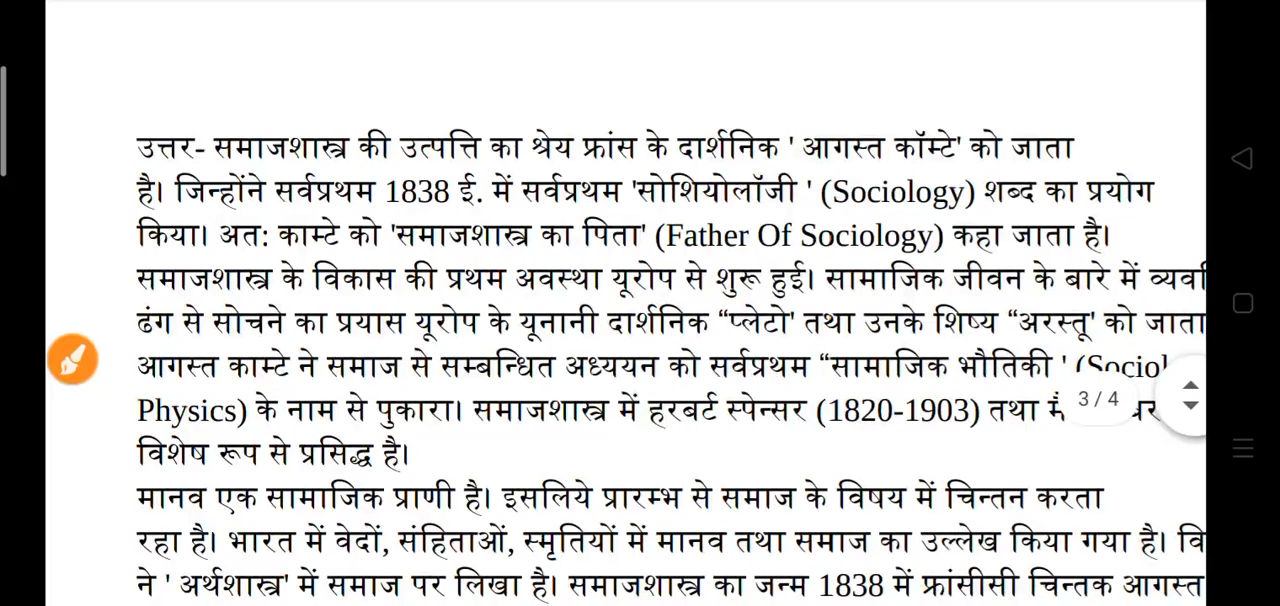 उत्तर- समाजशास्त्र की उत्पत्ति का श्रेय फ्रांस के दार्शनिक ' आगस्त कॉम्टे' को जाता
है। जिन्होंने सर्वप्रथम 1838 ई. में सर्वप्रथम 'सोशियोलॉजी ' (Sociology) शब्द का प्रयोग
किया। अत: काम्टे को 'समाजशास्त्र का पिता' (Father Of Sociology) कहा जाता है।
समाजशास्त्र के विकास की प्रथम अवस्था यूरोप से शुरू हुई। सामाजिक जीवन के बारे में
ढंग से सोचने का प्रयास यूरोप के यूनानी दार्शनिक “प्लेटो' तथा उनके शिष्य “अरस्तू' को जाता
आगस्त काम्टे ने समाज से सम्बन्धित अध्ययन को सर्वप्रथम “सामाजिक भौतिकी '
Physics) के नाम से पुकारा। समाजशास्त्र में हरबर्ट स्पेन्सर (1820-1903) तथा
3 / 4
विशेष रूप से प्रसिद्ध है।
मानव एक सामाजिक प्राणी है। इसलिये प्रारम्भ से समाज के विषय में चिन्तन करता
रहा है। भारत में वेदों, संहिताओं, स्मृतियों में मानव तथा समाज का उल्लेख किया गया है।
ने ' अर्थशास्त्र' में समाज पर लिखा है। समाजशास्त्र का जन्म 1838 में फ्रांसीसी चिन्तक आगस्त